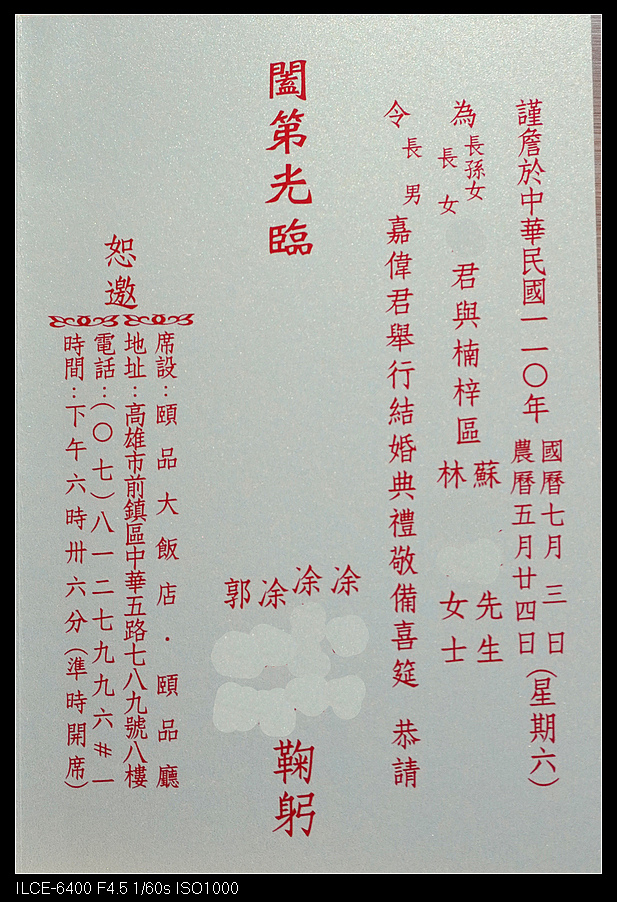 謹詹於中華民國一一〇年
國曆七月三日
農曆五月廿四日
(星期六)
為
長孫女
長女
君與楠梓區
蘇 先生
林 女士
令
長男
嘉偉君舉行結婚典禮敬備喜筵 恭請
闔第光臨
涂
涂
涂
郭
鞠躬
恕邀
席設：頤品大飯店．頤品廳
地址：高雄市前鎮區中華五路七八九號八樓
電話：(〇七)八一二七九九六#一
時間：下午六時卅六分(準時開席)
ILCE-6400 F4.5 1/60s ISO1000